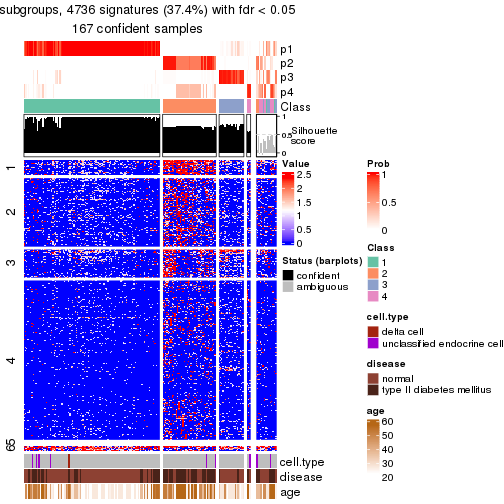 subgroups, 4736 signatures (37.4%) with fdr < 0.05
167 confident samples
p1
p2
p3
p4
Class
1
0.5
0
Silhouette
score
1
2
3
4
65
cell.type
disease
age
Value
2.5
2
1.5
1
0.5
0
Status (barplots)
confident
ambiguous
Prob
1
0.5
0
Class
1
2
3
4
cell.type
delta cell
unclassified endocrine cell
disease
normal
type II diabetes mellitus
age
60
50
40
30
20